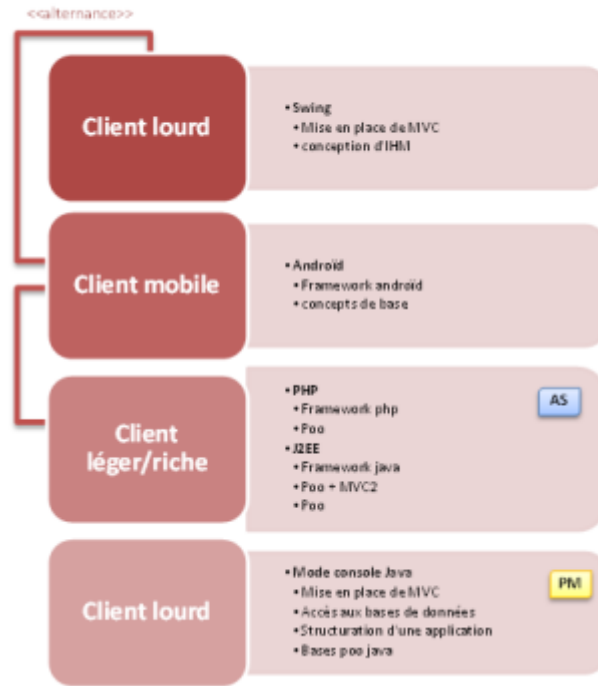 <<alternance>>
Client lourd
• Swing
• Mise en place de MVC
• conception d'IHM
Client mobile
• Androïd
• Framework androïd
• concepts de base
Client
léger/riche
• PHP
• Framework php
• Poo
• J2EE
• Framework java
• Poo + MVC2
• Poo
AS
Client lourd
• Mode console Java
• Mise en place de MVC
• Accès aux bases de données
• Structuration d'une application
• Bases poo java
PM